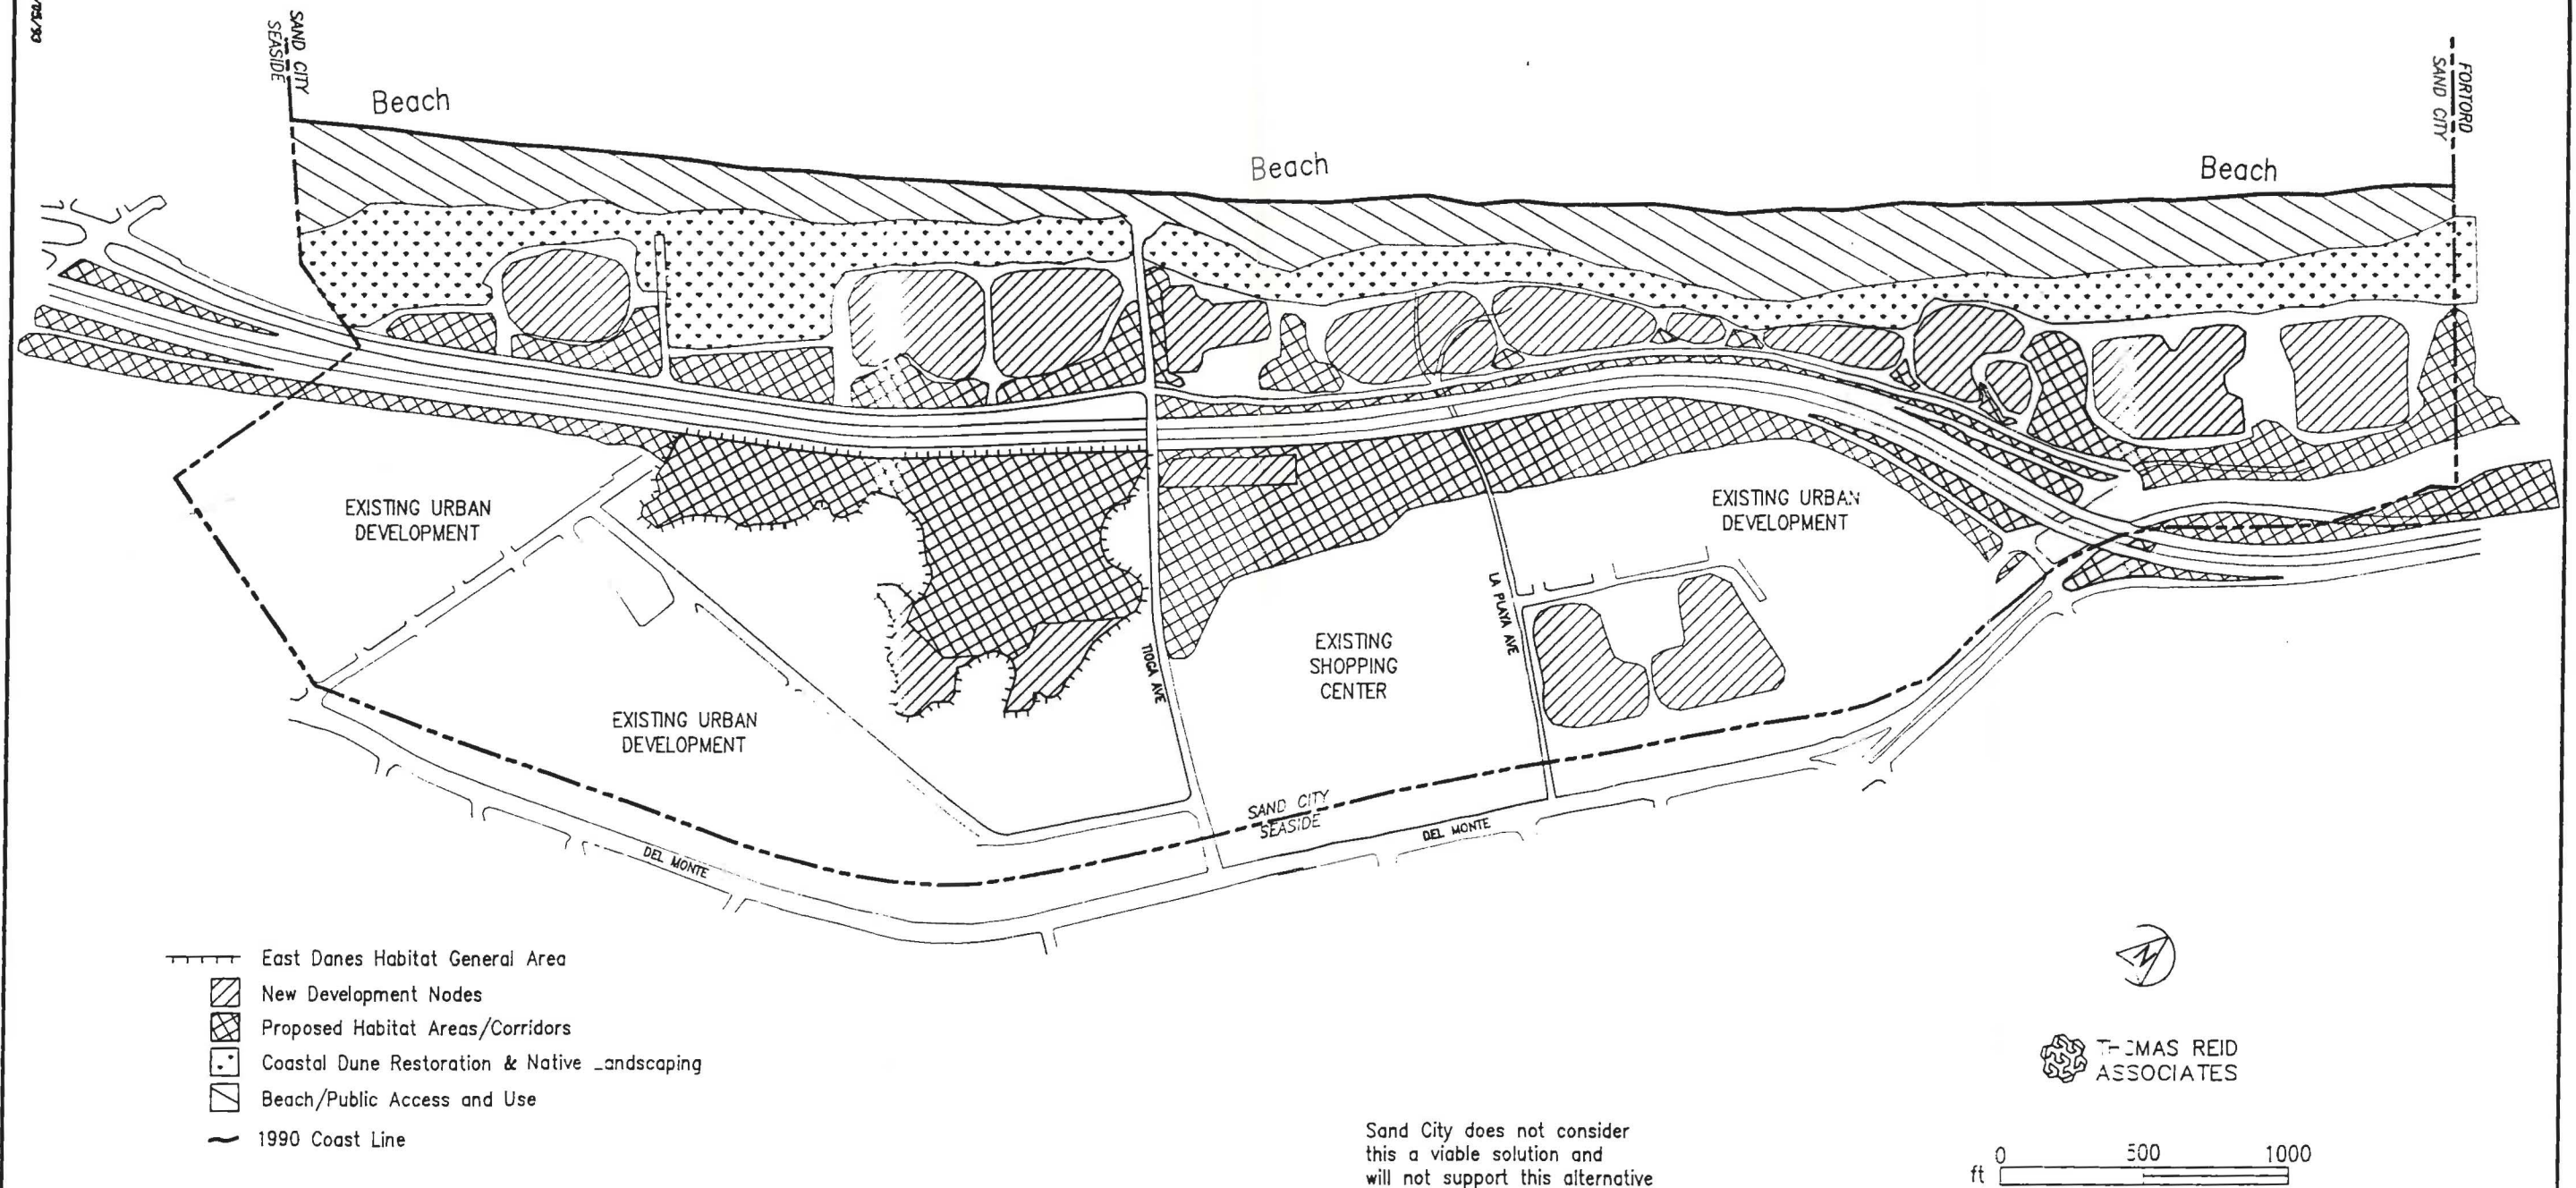 SAND CITY
SEASIDE
FORTORD
SAND CITY
Beach
Beach
Beach
EXISTING URBAN
DEVELOPMENT
EXISTING URBAN
DEVELOPMENT
EXISTING URBAN
DEVELOPMENT
EXISTING
SHOPPING
CENTER
TIOGA AVE
LA PLAYA AVE
SAND CITY
SEASIDE
DEL MONTE
DEL MONTE
East Danes Habitat General Area
New Development Nodes
Proposed Habitat Areas/Corridors
Coastal Dune Restoration & Native _andscaping
Beach/Public Access and Use
1990 Coast Line
N
REID
ASSOCIATES
Sand City does not consider
this a viable solution and
will not support this alternative
0 500 1000
ft